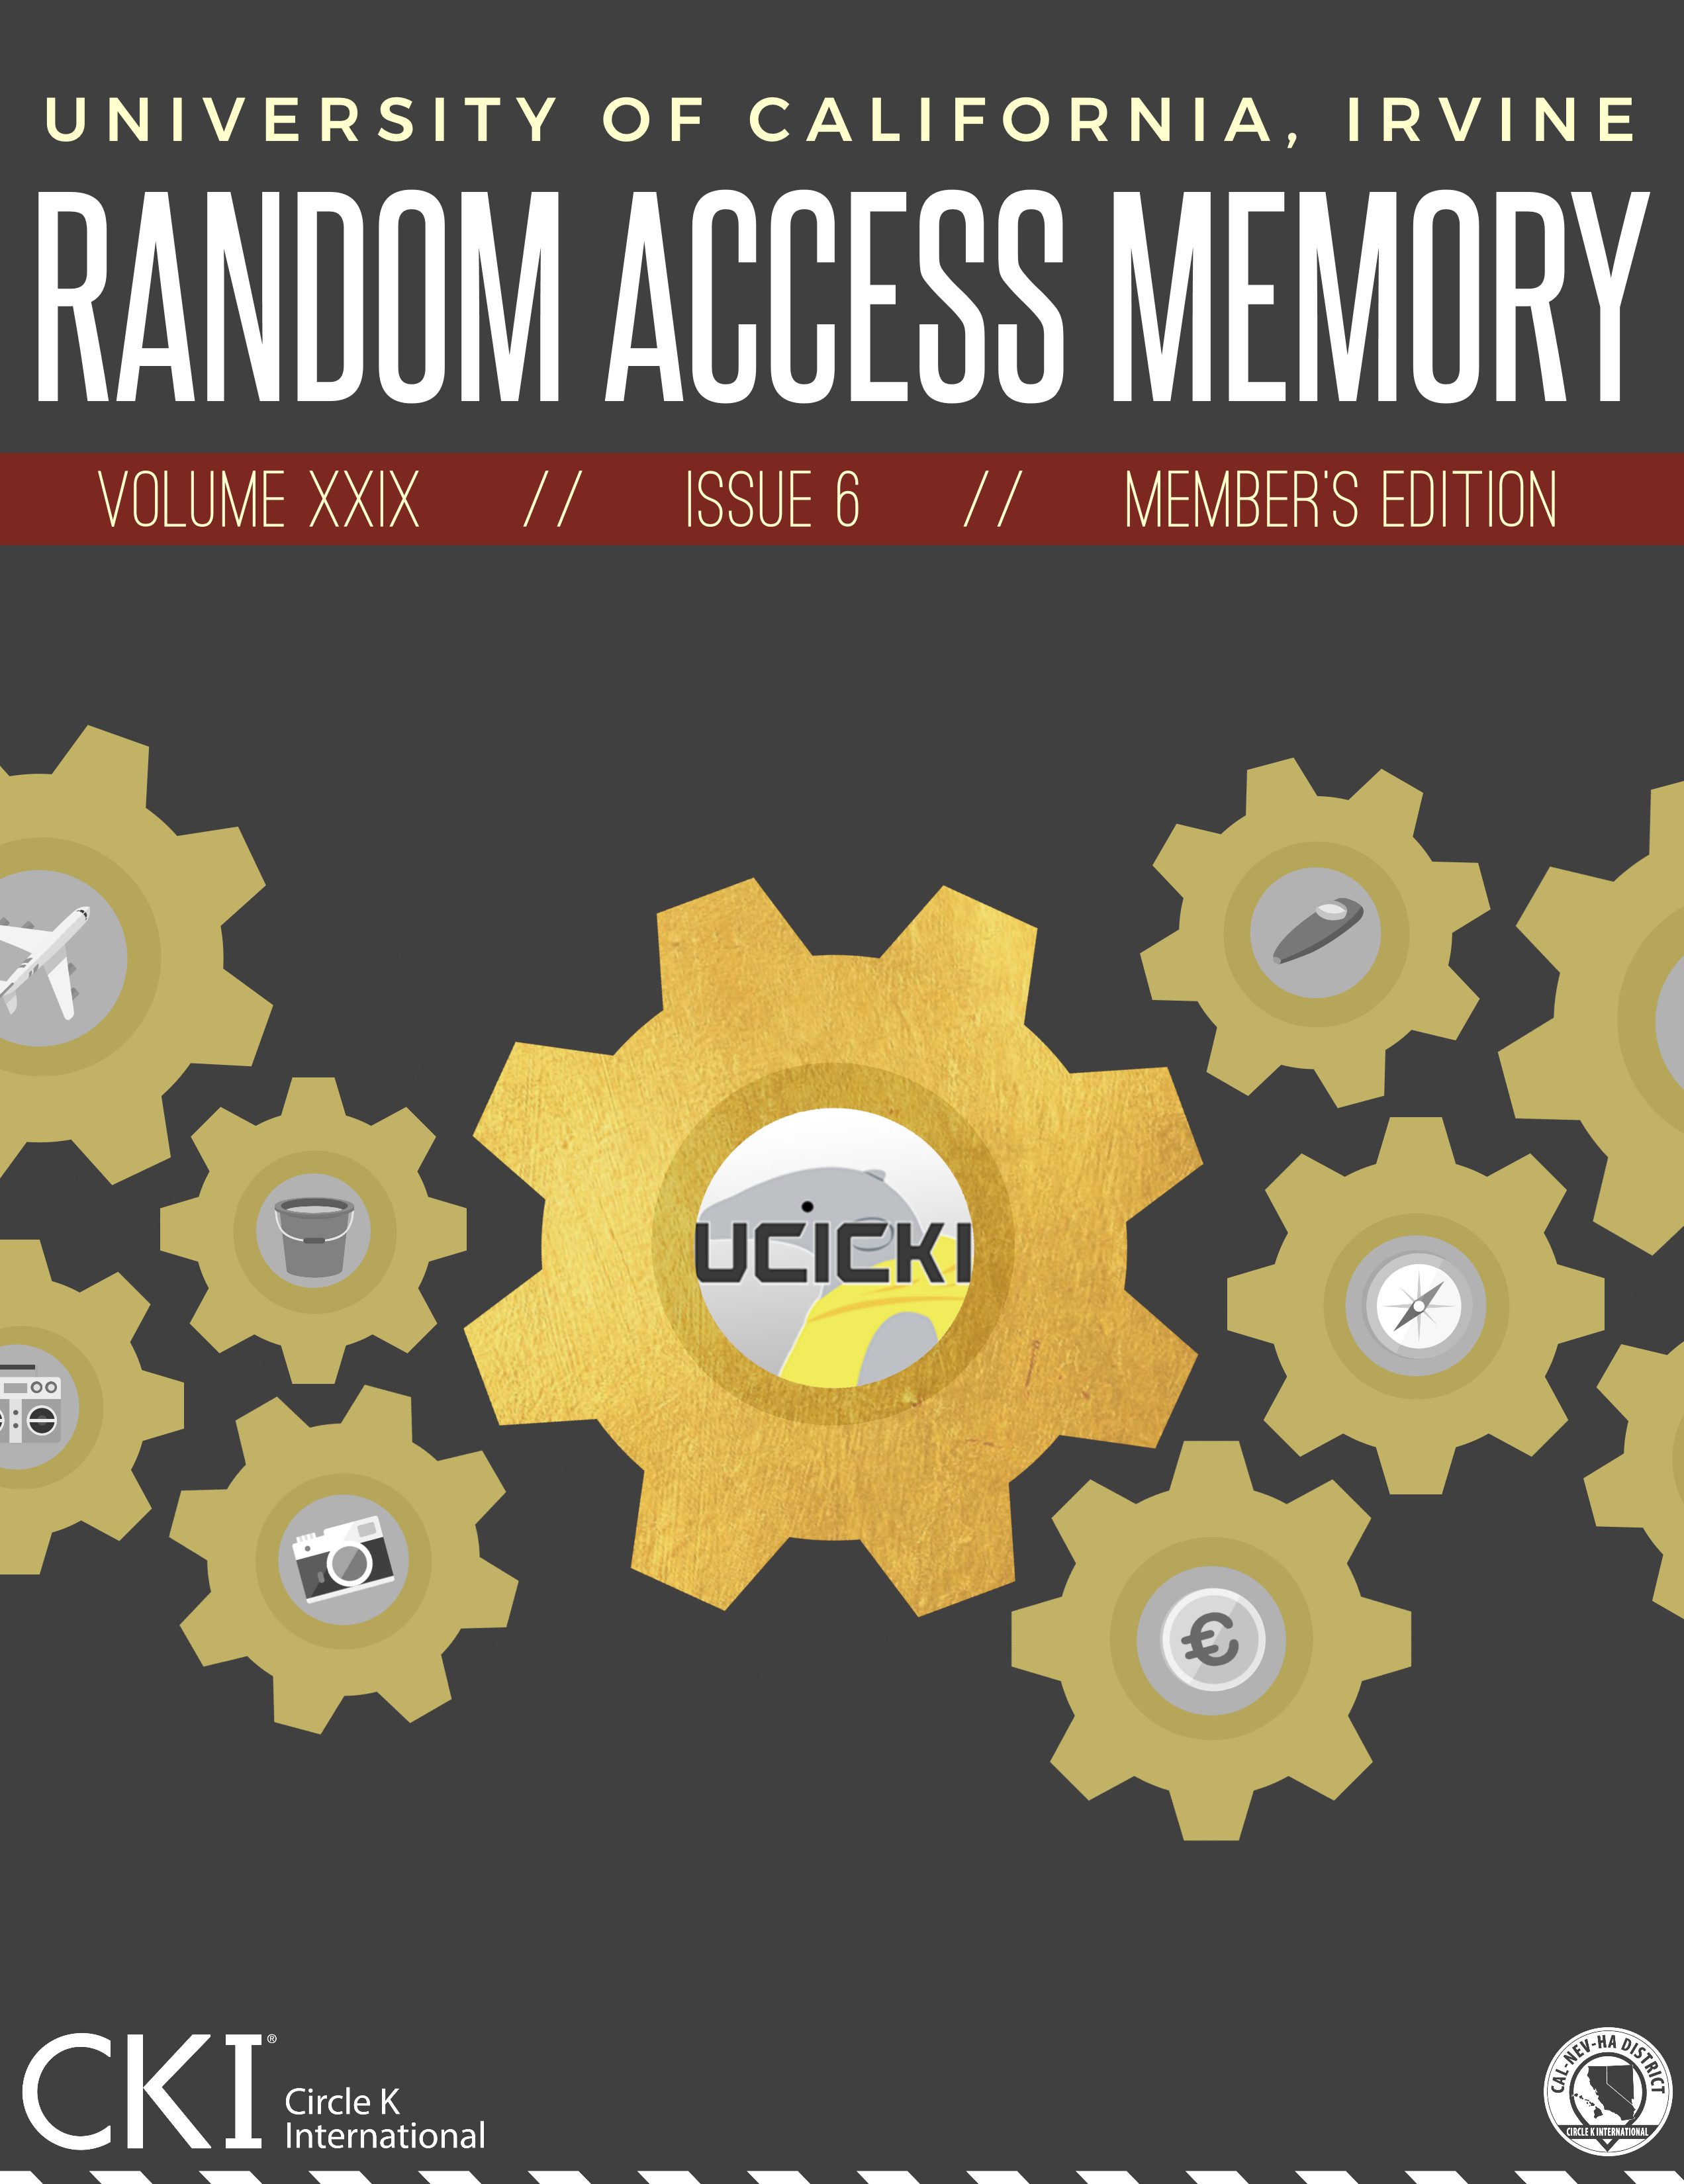 UNIVERSITY OF CALIFORNIA, IRVINE
RANDOM ACCESS MEMORY
VOLUME XXIX // ISSUE 6 // MEMBER'S EDITION
UCICKI
€
CKI®
Circle K
International
CAL-NEV-HA DISTRICT
CIRCLE K INTERNATIONAL